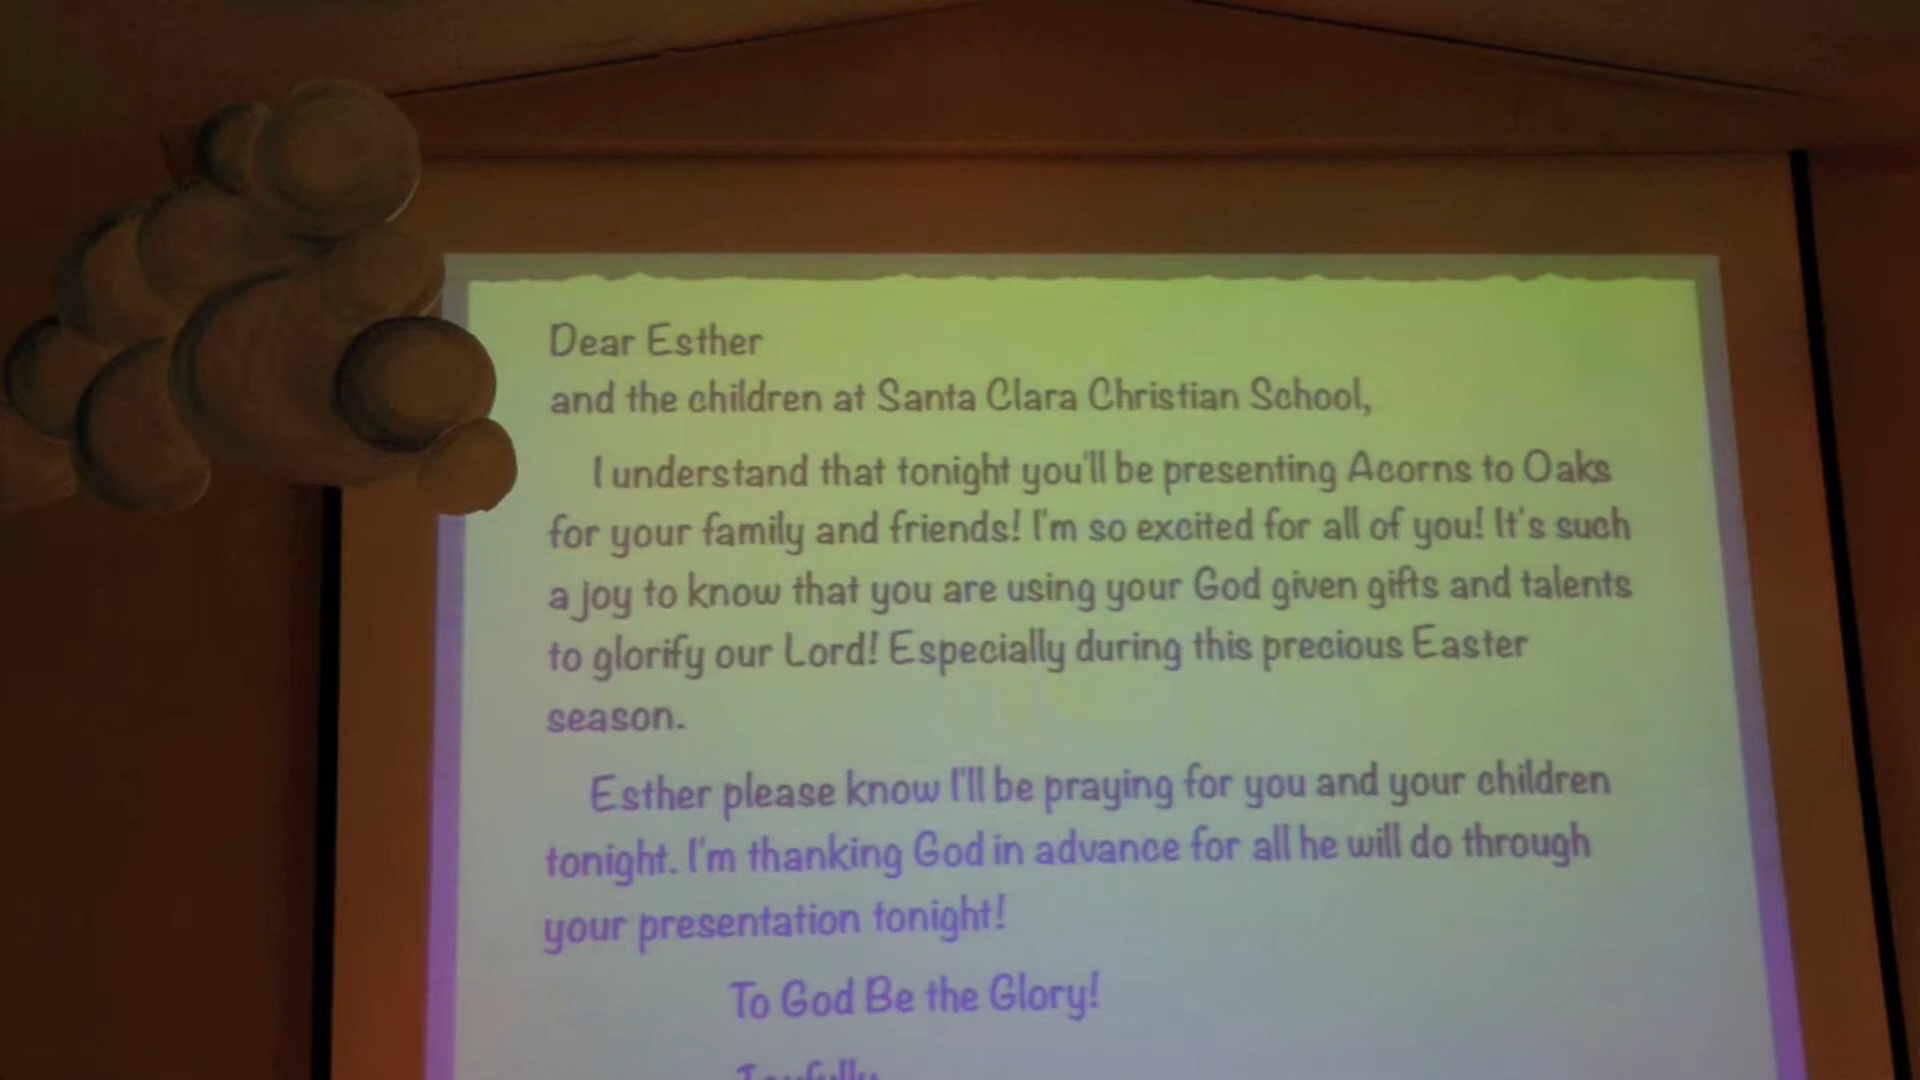 Dear Esther
and the children at Santa Clara Christian School,
I understand that tonight you'll be presenting Acorns to Oaks
for your family and friends! I'm so excited for all of you! It's such
a joy to know that you are using your God given gifts and talents
to glorify our Lord! Especially during this precious Easter
season.
Esther please know I'll be praying for you and your children
tonight. I'm thanking God in advance for all he will do through
your presentation tonight!
To God Be the Glory!
Joyfully